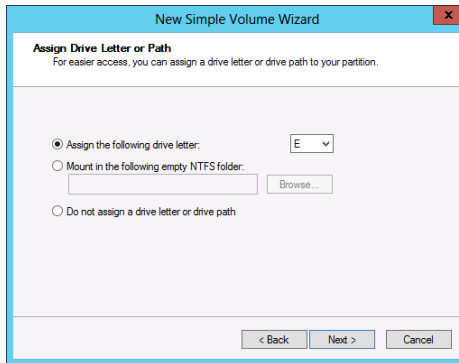 New Simple Volume Wizard
x
Assign Drive Letter or Path
For easier access, you can assign a drive letter or drive path to your partition.
Assign the following drive letter: E
Mount in the following empty NTFS folder:
Browse...
Do not assign a drive letter or drive path
< Back Next > Cancel